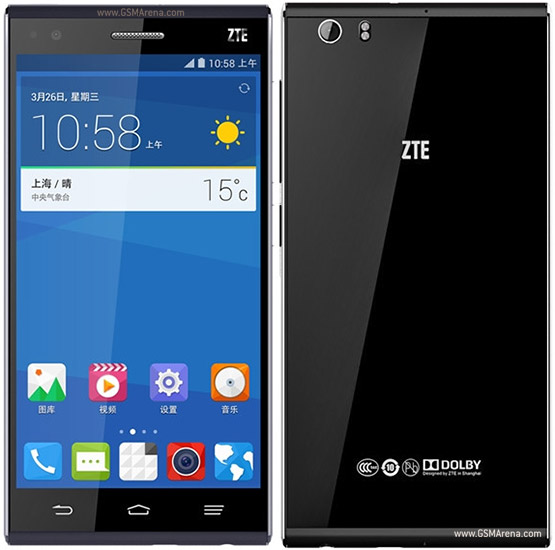 www.GSMArena.com
ZTE
10:58 上午
3月26日, 星期三
10:58 上午
上海 / 晴
15°c
中央气象台
图库
视频
设置
音乐
ZTE
CCC
10
DOLBY
Designed by ZTE in Shanghai
www.GSMArena.com